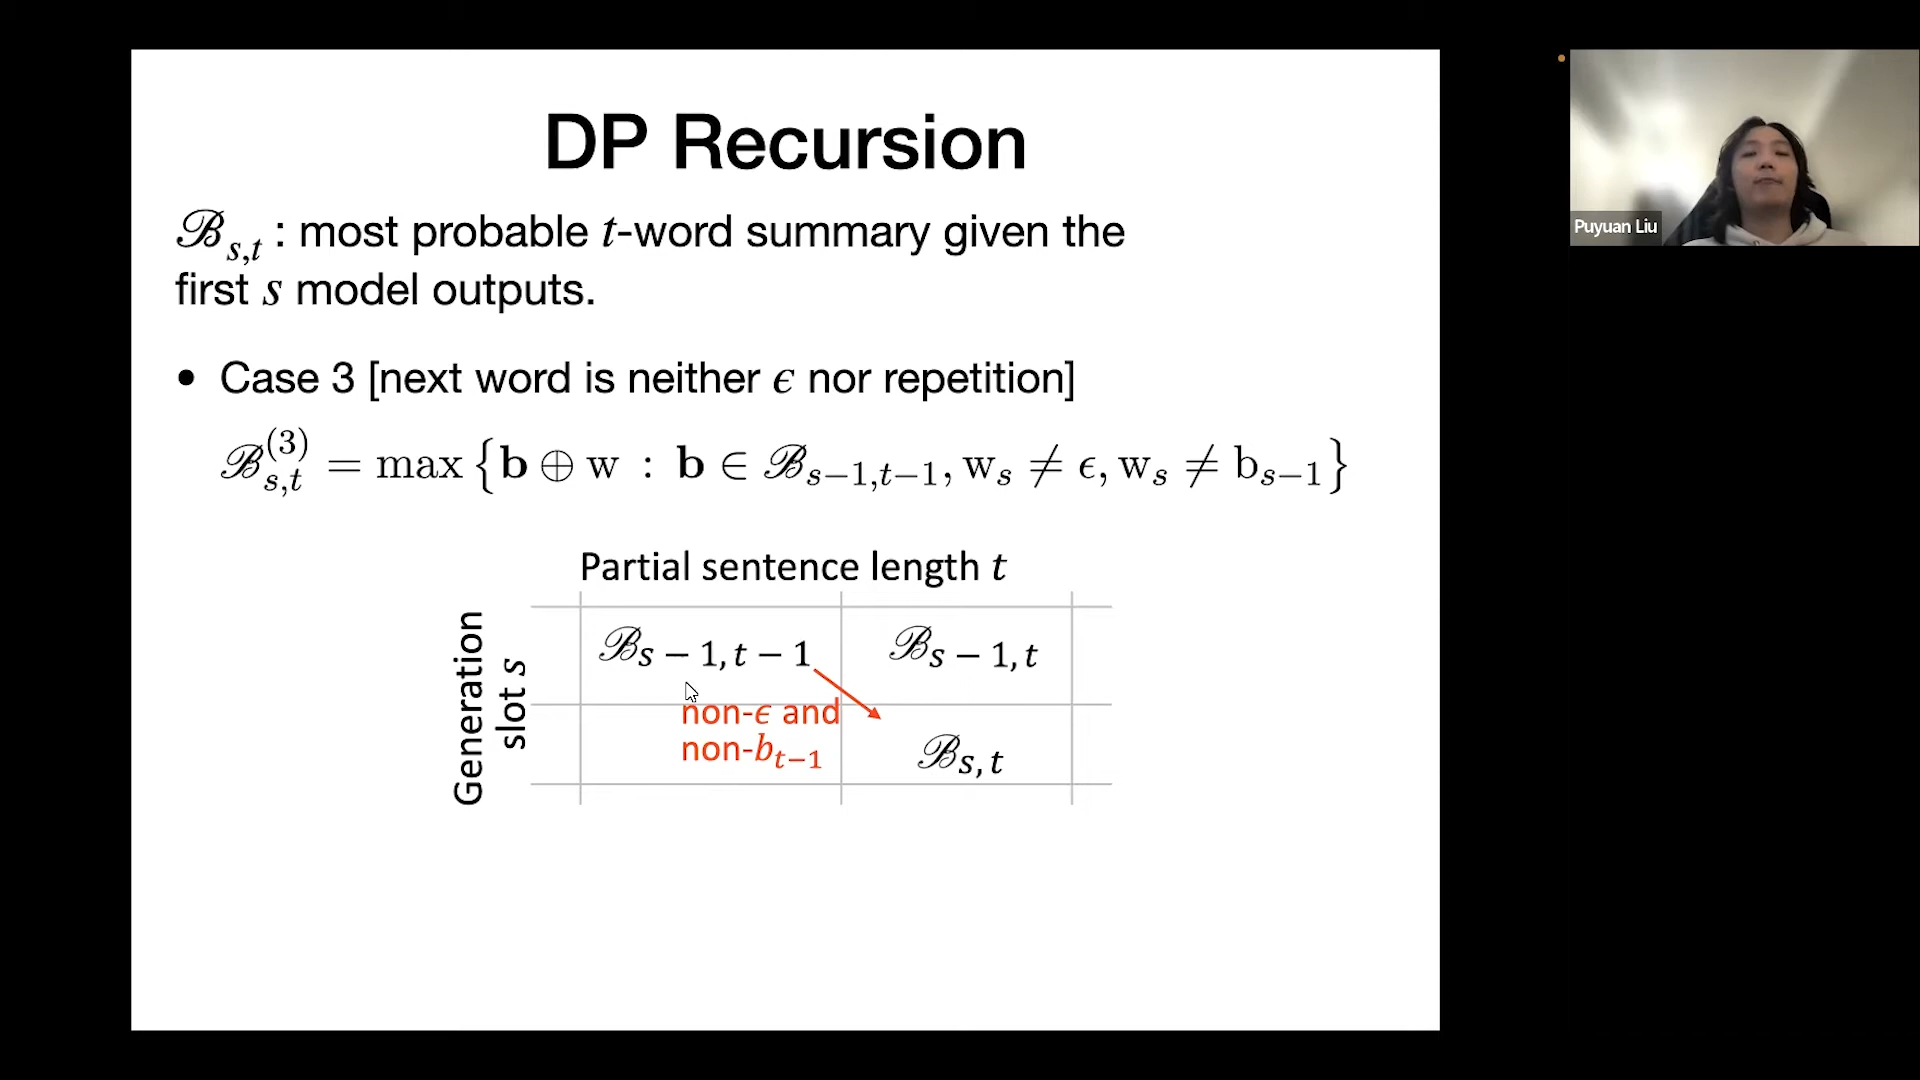 DP Recursion
ℬ_{s,t} : most probable t-word summary given the
first s model outputs.
• Case 3 [next word is neither ϵ nor repetition]
ℬ_{s,t}^{(3)} = max {b ⊕ w : b ∈ ℬ_{s−1,t−1}, w_s ≠ ϵ, w_s ≠ b_{s−1}}
Partial sentence length t
Generation
slot s
ℬs − 1, t − 1
ℬs − 1, t
non-ϵ and
non-b_{t−1}
ℬs, t
Puyuan Liu